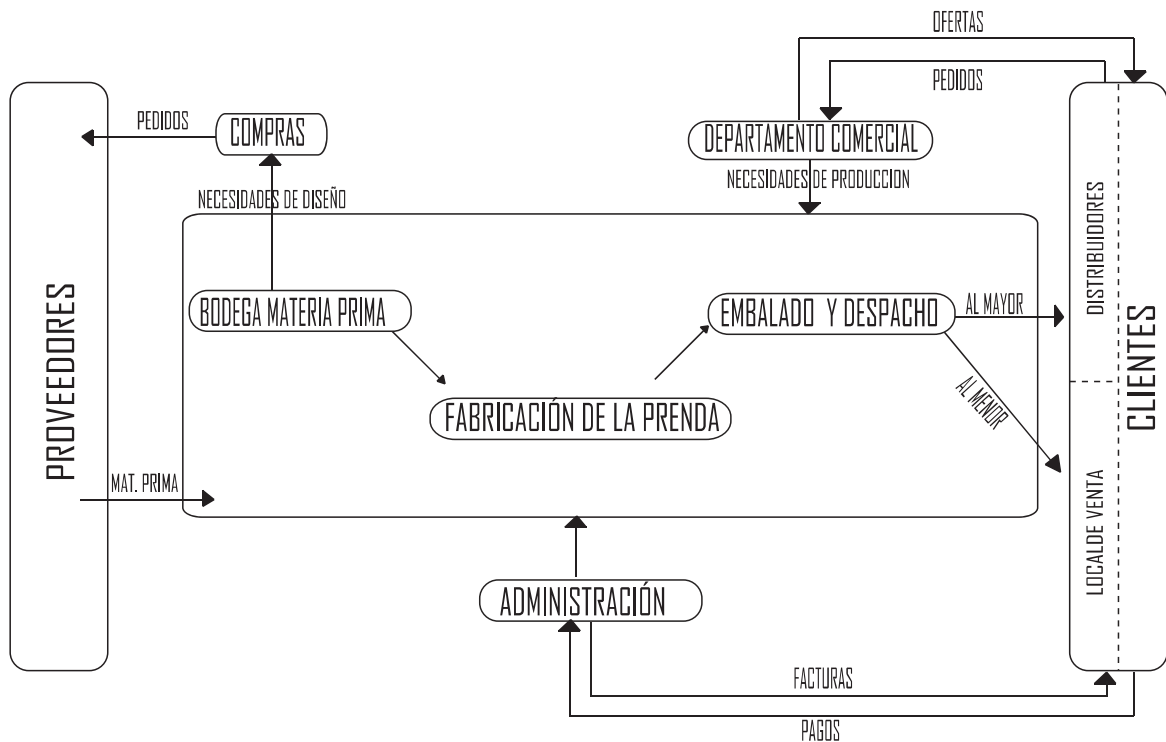 OFERTAS
PEDIDOS
PEDIDOS
COMPRAS
DEPARTAMENTO COMERCIAL
NECESIDADES DE PRODUCCION
NECESIDADES DE DISEÑO
PROVEEDORES
BODEGA MATERIA PRIMA
EMBALADO Y DESPACHO
AL MAYOR
DISTRIBUIDORES
CLIENTES
AL MENOR
FABRICACIÓN DE LA PRENDA
MAT. PRIMA
LOCALDE VENTA
ADMINISTRACIÓN
FACTURAS
PAGOS